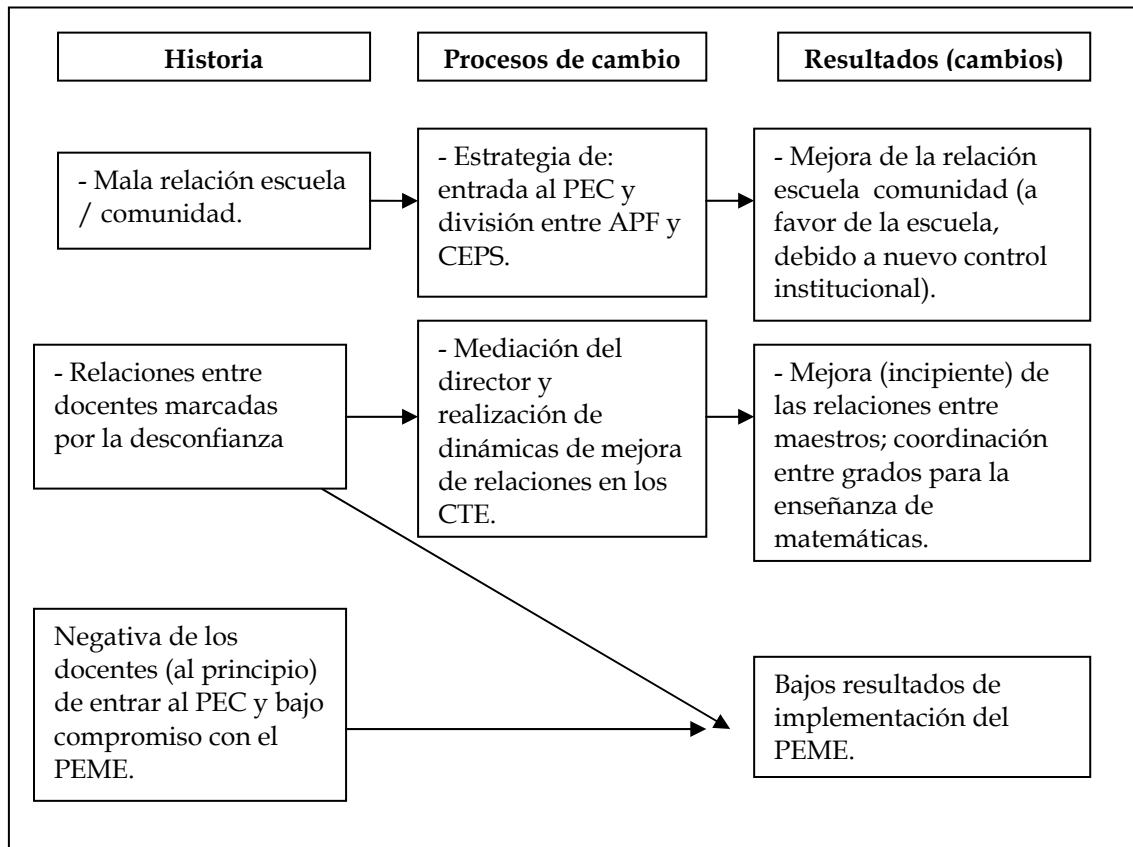 Historia
Procesos de cambio
Resultados (cambios)
- Mala relación escuela
/ comunidad.
- Estrategia de:
entrada al PEC y
división entre APF y
CEPS.
- Mejora de la relación
escuela comunidad (a
favor de la escuela,
debido a nuevo control
institucional).
- Relaciones entre
docentes marcadas
por la desconfianza
- Mediación del
director y
realización de
dinámicas de mejora
de relaciones en los
CTE.
- Mejora (incipiente) de
las relaciones entre
maestros; coordinación
entre grados para la
enseñanza de
matemáticas.
Negativa de los
docentes (al principio)
de entrar al PEC y bajo
compromiso con el
PEME.
Bajos resultados de
implementación del
PEME.